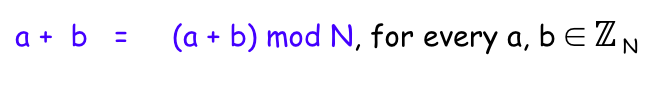 a + b = (a + b) mod N, for every a, b ∈ ℤ_N